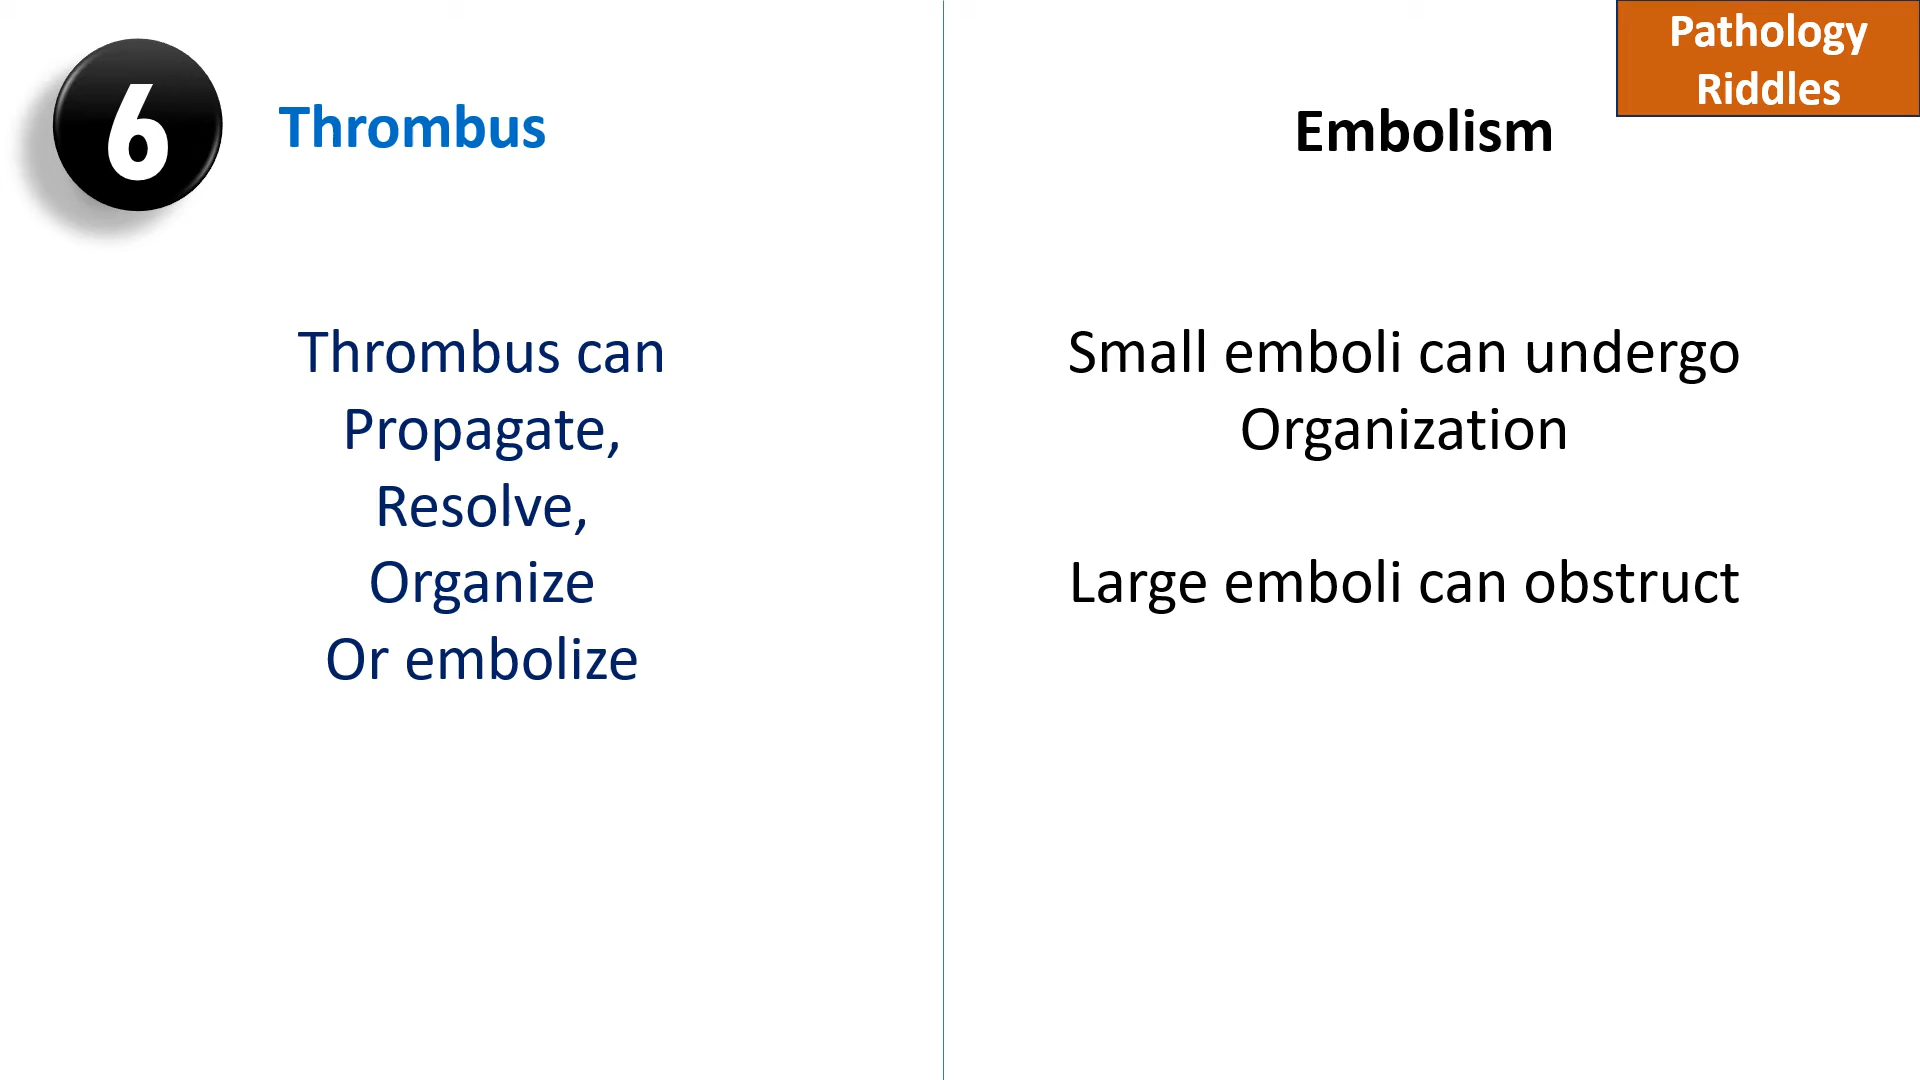 6
Thrombus
Thrombus can
Propagate,
Resolve,
Organize
Or embolize
Pathology
Riddles
Embolism
Small emboli can undergo
Organization
Large emboli can obstruct